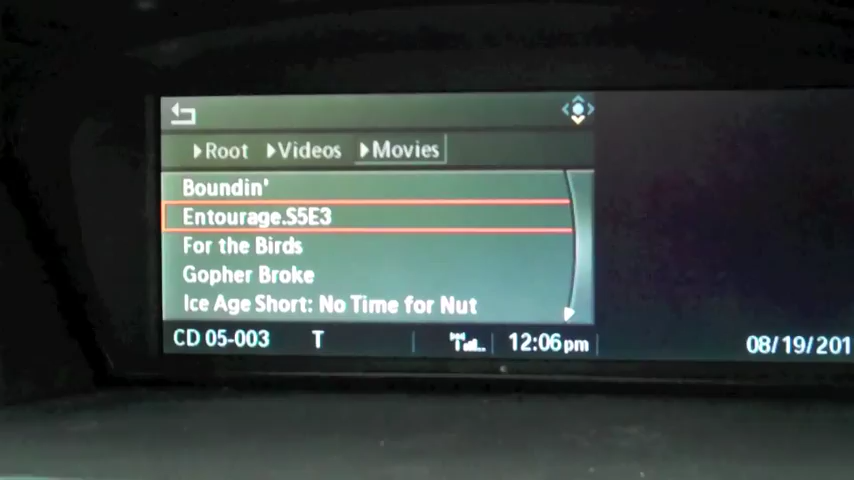 Root Videos Movies
Boundin'
Entourage.S5E3
For the Birds
Gopher Broke
Ice Age Short: No Time for Nut
CD 05-003 T 12:06pm 08/19/201